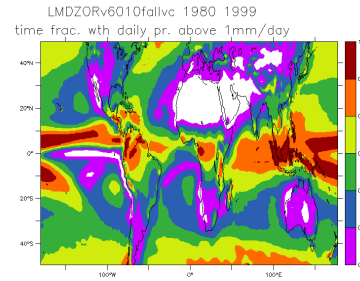 LMDZORv6010fallvc 1980 1999
time frac. wth daily pr. above 1mm/day
40°N
20°N
0°
20°S
40°S
100°W
0°
100°E